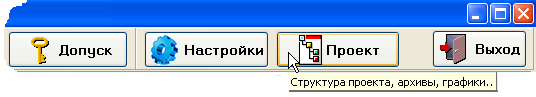 Допуск Настройки Проект Выход
Структура проекта, архивы, графики..